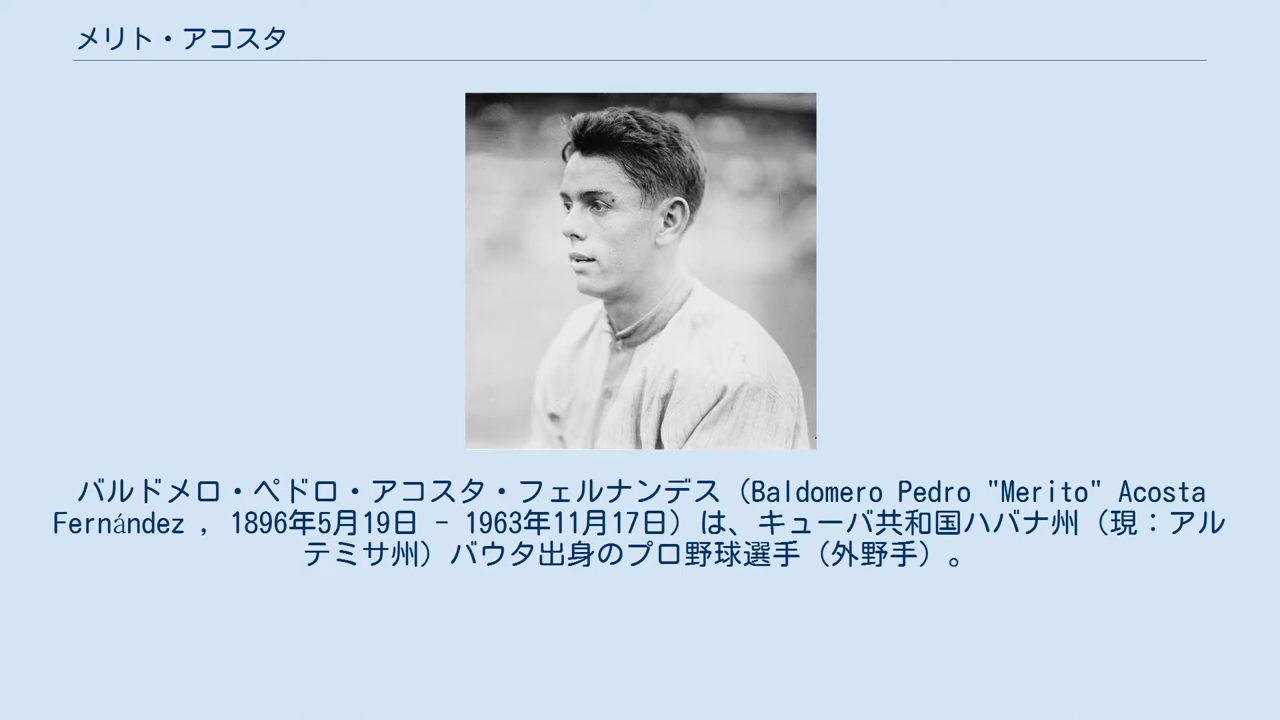 メリト・アコスタ
バルドメロ・ペドロ・アコスタ・フェルナンデス（Baldomero Pedro "Merito" Acosta
Fernández , 1896年5月19日 - 1963年11月17日）は、キューバ共和国ハバナ州（現：アル
テミサ州）バウタ出身のプロ野球選手（外野手）。